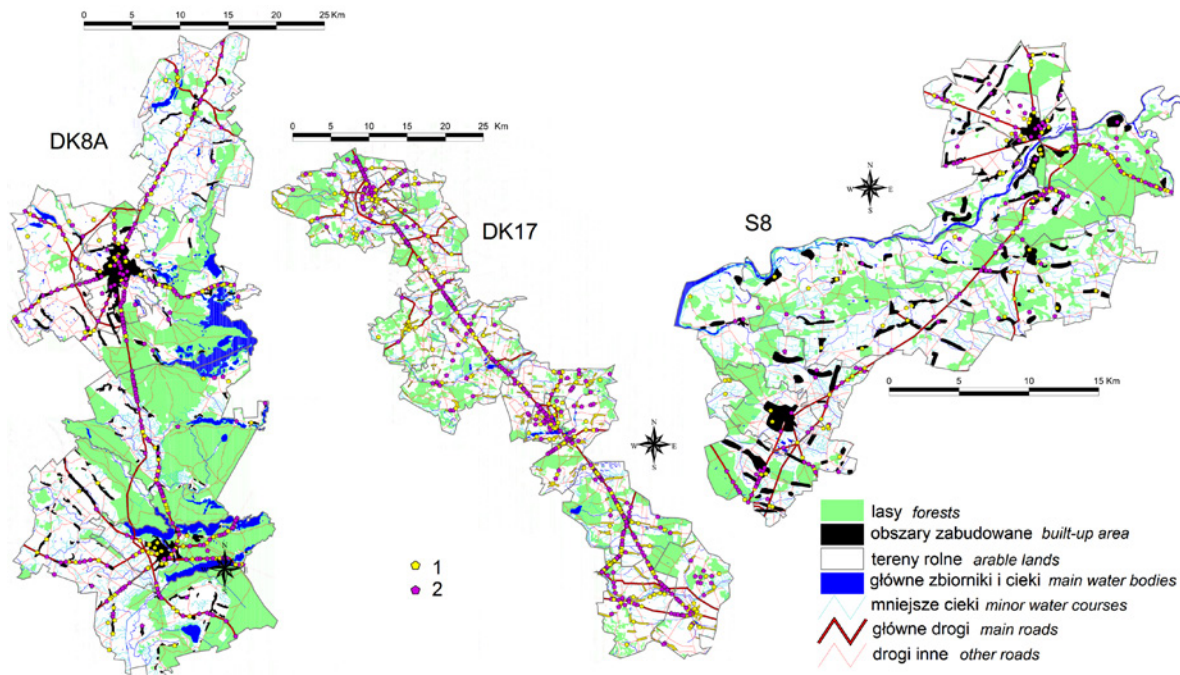 0 5 10 15 20 25 Km
DK8A
0 5 10 15 20 25 Km
DK17
N
W E
S
S8
0 5 10 15 Km
N
W E
S
1
2
lasy forests
obszary zabudowane built-up area
tereny rolne arable lands
główne zbiorniki i cieki main water bodies
mniejsze cieki minor water courses
główne drogi main roads
drogi inne other roads